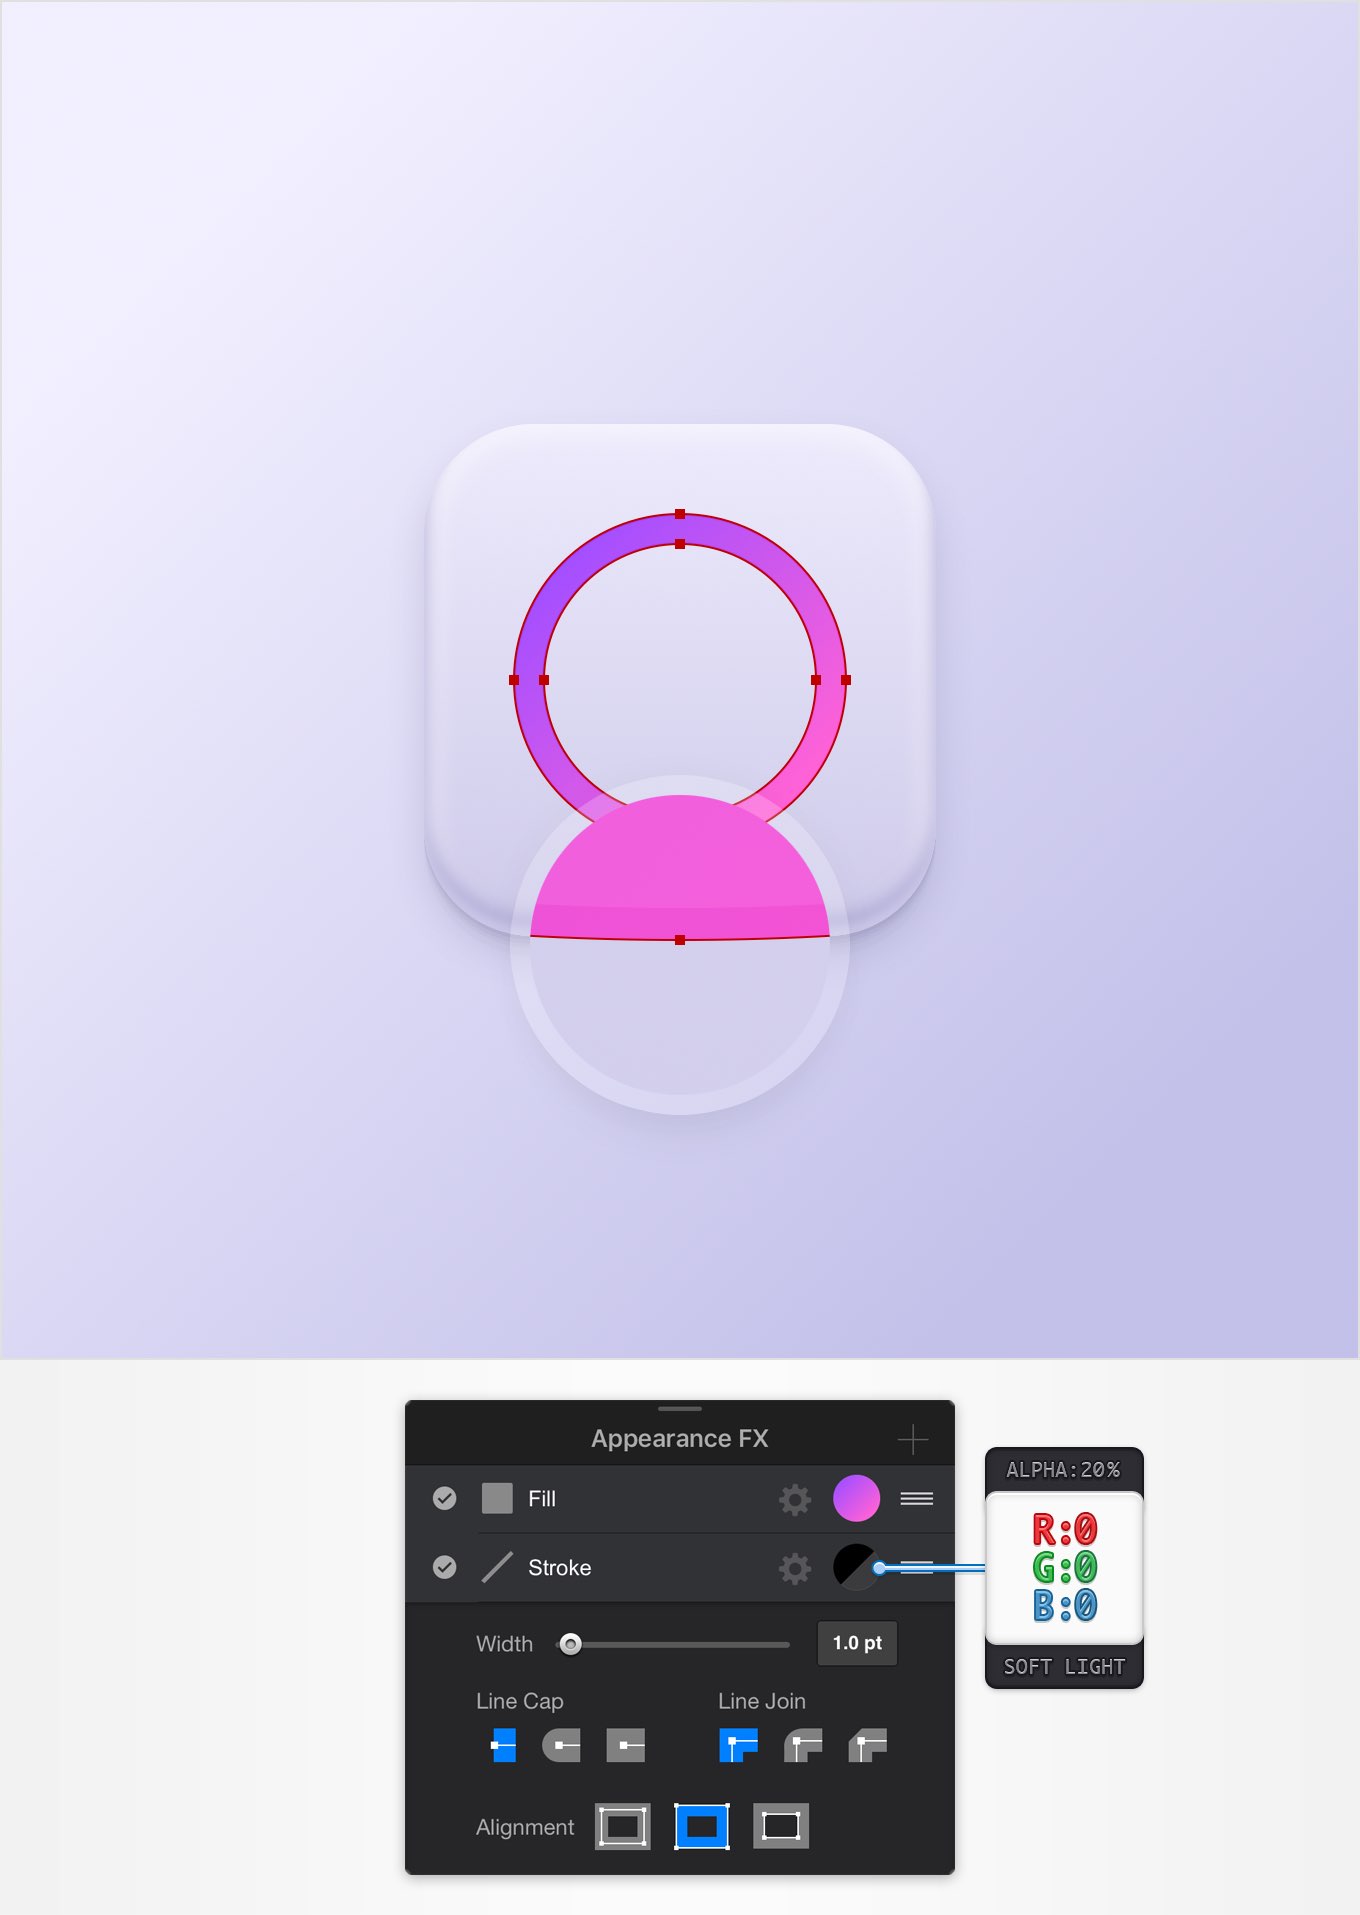 Appearance FX
Fill
Stroke
Width
1.0 pt
Line Cap
Line Join
Alignment
ALPHA:20%
R:0
G:0
B:0
SOFT LIGHT